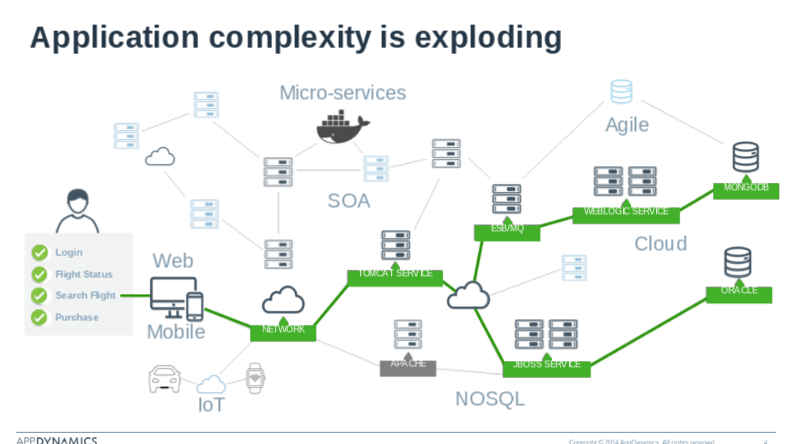 Application complexity is exploding
Micro-services
Agile
SOA
MONGODB
WEBLOGIC SERVICE
ESB/MQ
Cloud
Login
Flight Status
Search Flight
Purchase
Web
Mobile
TOMCAT SERVICE
NETWORK
ORACLE
APACHE
JBOSS SERVICE
IoT
NOSQL
APPDYNAMICS
Copyright © 2014 AppDynamics. All rights reserved.
4